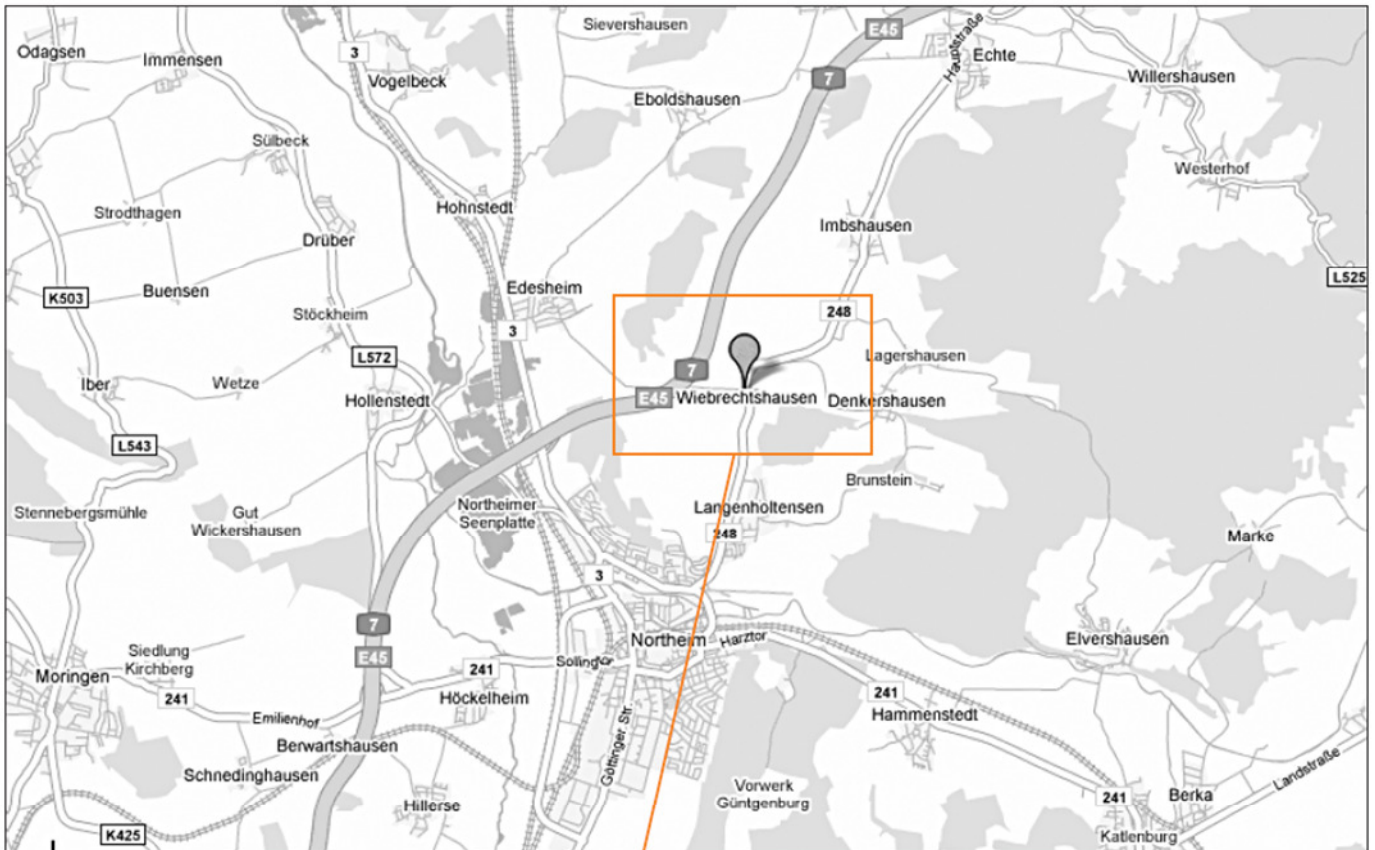 Sievershausen
E45
Odagsen
Immensen
3
Vogelbeck
Hauptstraße
Echte
7
Willershausen
Eboldshausen
Sülbeck
Westerhof
Strodthagen
Hohnstedt
Imbshausen
Drüber
L525
Edesheim
K503
Buensen
Stöckheim
248
3
L572
Lagershausen
7
Iber
Wetze
Hollenstedt
E45
Wiebrechtshausen
Denkershausen
L543
Brunstein
Stennebergsmühle
Gut
Wickershausen
Northeimer
Seenplatte
Langenholtensen
248
Marke
3
7
Northeim
Harztor
Elvershausen
Siedlung
Kirchberg
E45
241
Moringen
241
Höckelheim
241
Hammenstedt
Emilienhof
Berwartshausen
Göttinger Str
Schnedinghausen
Vorwerk
Güntgenburg
Landstraße
Hillerse
241
Berka
K425
Katlenburg